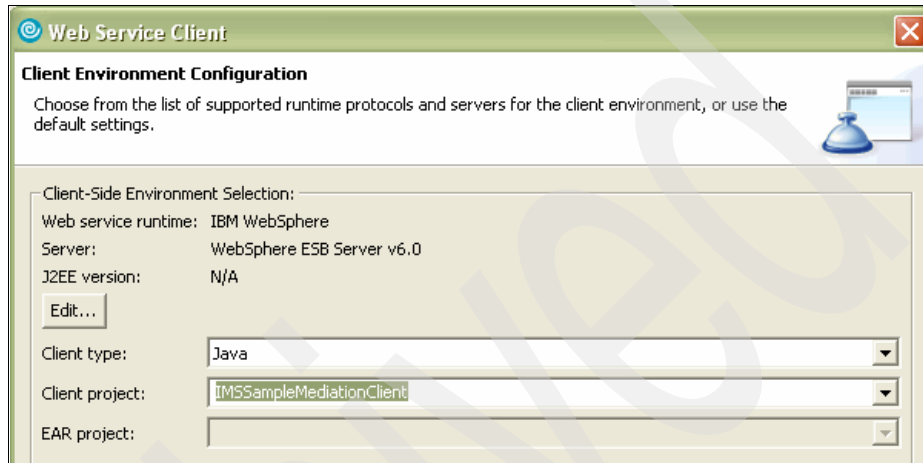 Web Service Client
Client Environment Configuration
Choose from the list of supported runtime protocols and servers for the client environment, or use the
default settings.
Client-Side Environment Selection:
Web service runtime: IBM WebSphere
Server: WebSphere ESB Server v6.0
J2EE version: N/A
Edit...
Client type: Java
Client project: IMSSampleMediationClient
EAR project: